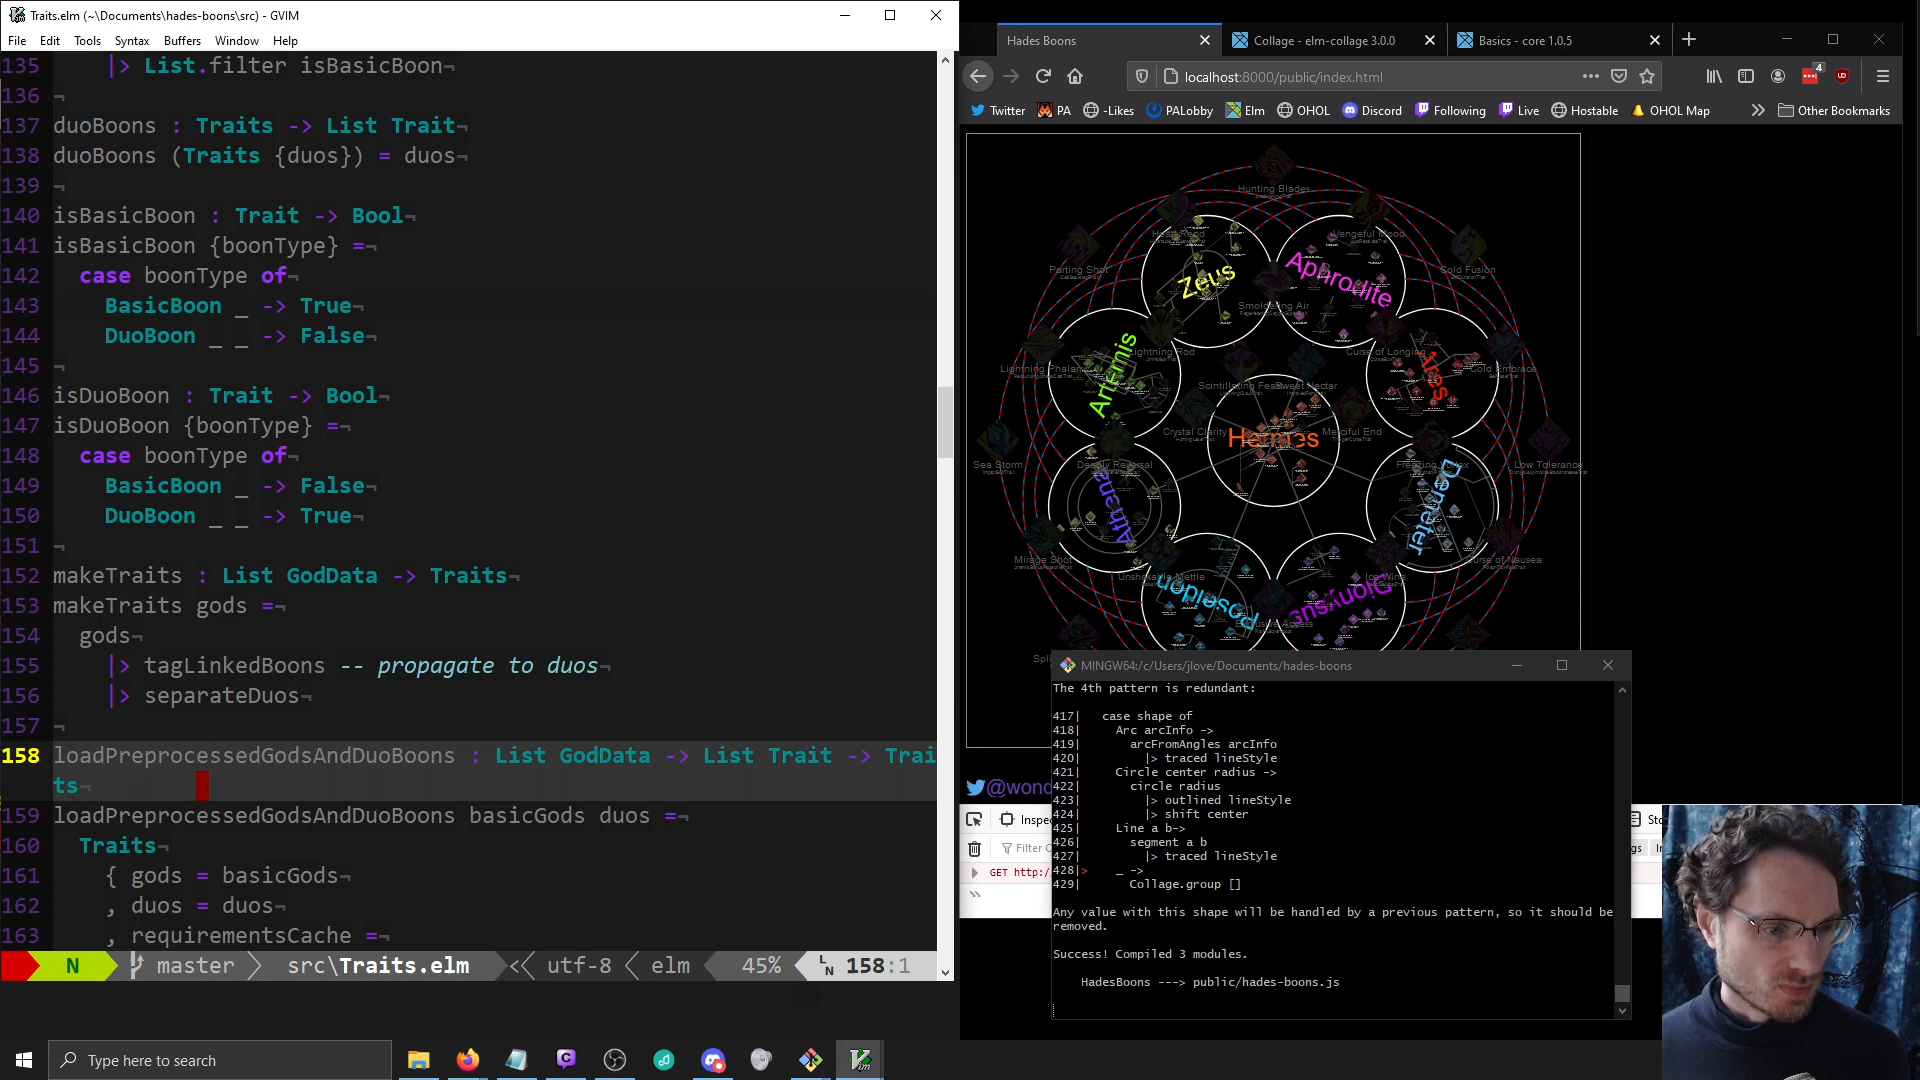 Traits.elm (~\Documents\hades-boons\src) - GVIM
File Edit Tools Syntax Buffers Window Help
135 |> List.filter isBasicBoon¬
136 ¬
137 duoBoons : Traits -> List Trait¬
138 duoBoons (Traits {duos}) = duos¬
139 ¬
140 isBasicBoon : Trait -> Bool¬
141 isBasicBoon {boonType} =¬
142 case boonType of¬
143 BasicBoon _ -> True¬
144 DuoBoon _ _ -> False¬
145 ¬
146 isDuoBoon : Trait -> Bool¬
147 isDuoBoon {boonType} =¬
148 case boonType of¬
149 BasicBoon _ -> False¬
150 DuoBoon _ _ -> True¬
151 ¬
152 makeTraits : List GodData -> Traits¬
153 makeTraits gods =¬
154 gods¬
155 |> tagLinkedBoons -- propagate to duos¬
156 |> separateDuos¬
157 ¬
158 loadPreprocessedGodsAndDuoBoons : List GodData -> List Trait -> Trai
ts¬
159 loadPreprocessedGodsAndDuoBoons basicGods duos =¬
160 Traits¬
161 { gods = basicGods¬
162 , duos = duos¬
163 , requirementsCache =¬
N master src\Traits.elm utf-8 elm 45% LN 158:1
Hades Boons
Collage - elm-collage 3.0.0
Basics - core 1.0.5
localhost:8000/public/index.html
4
Twitter PA -Likes PALobby Elm OHOL Discord Following Live Hostable OHOL Map Other Bookmarks
Hunting Blades
Heart Rend
Vengeful Mood
Parting Shot
Cold Fusion
Zeus
Aphrodite
Smoldering Air
Lightning Rod
Curse of Longing
Lightning Phalanx
Cold Embrace
Artemis
Ares
Scintillating Feast
Sweet Nectar
Crystal Clarity
Hermes
Merciful End
Sea Storm
Deadly Reversal
Freezing Vortex
Low Tolerance
Athena
Demeter
Mirage Shot
Unshakable Mettle
Ice Wine
Curse of Nausea
Poseidon
Dionysus
Exclusive Access
@wond
MINGW64:/c/Users/jlove/Documents/hades-boons
The 4th pattern is redundant:
417| case shape of
418| Arc arcInfo ->
419| arcFromAngles arcInfo
420| |> traced lineStyle
421| Circle center radius ->
422| circle radius
423| |> outlined lineStyle
424| |> shift center
425| Line a b->
426| segment a b
427| |> traced lineStyle
428|> _ ->
429| Collage.group []
Any value with this shape will be handled by a previous pattern, so it should be
removed.
Success! Compiled 3 modules.
HadesBoons ---> public/hades-boons.js
Inspe
Filter
GET http:/
Type here to search